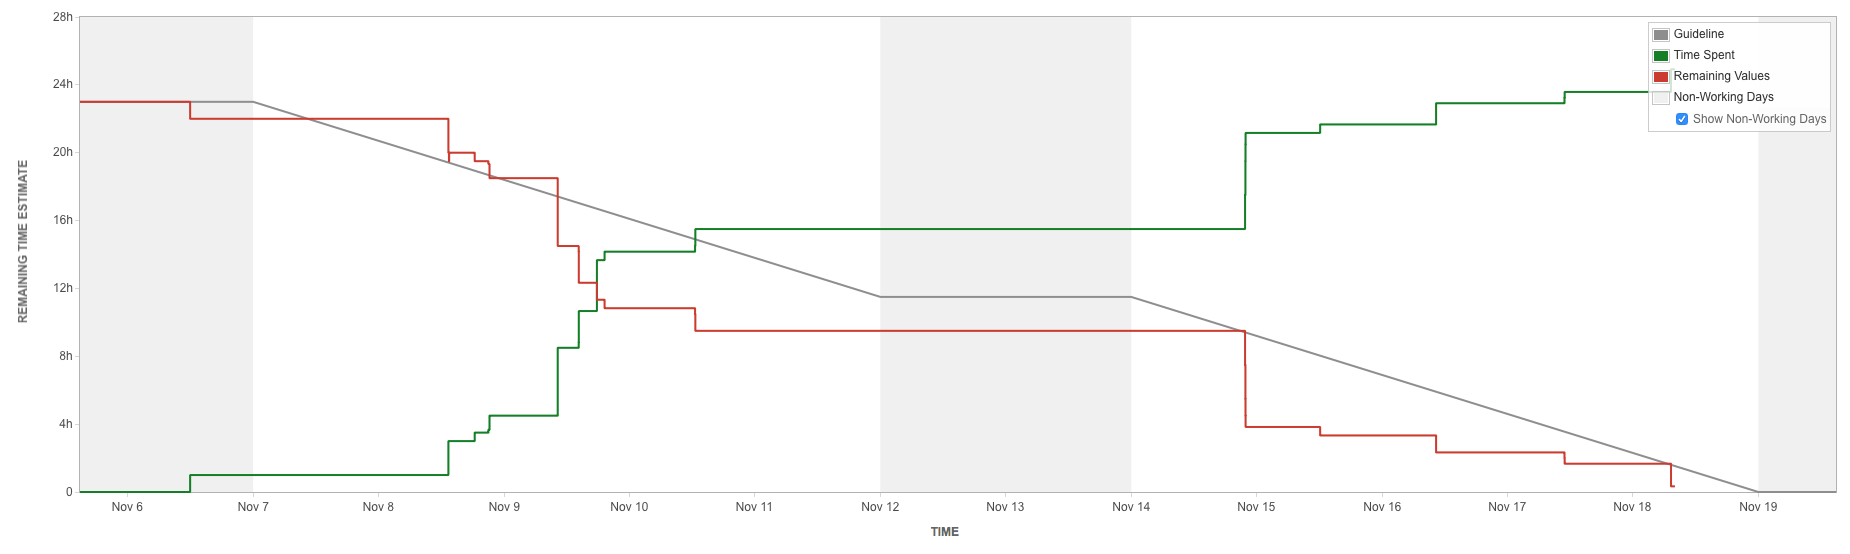 28h
24h
20h
16h
12h
8h
4h
0
REMAINING TIME ESTIMATE
Guideline
Time Spent
Remaining Values
Non-Working Days
Show Non-Working Days
Nov 6 Nov 7 Nov 8 Nov 9 Nov 10 Nov 11 Nov 12 Nov 13 Nov 14 Nov 15 Nov 16 Nov 17 Nov 18 Nov 19
TIME